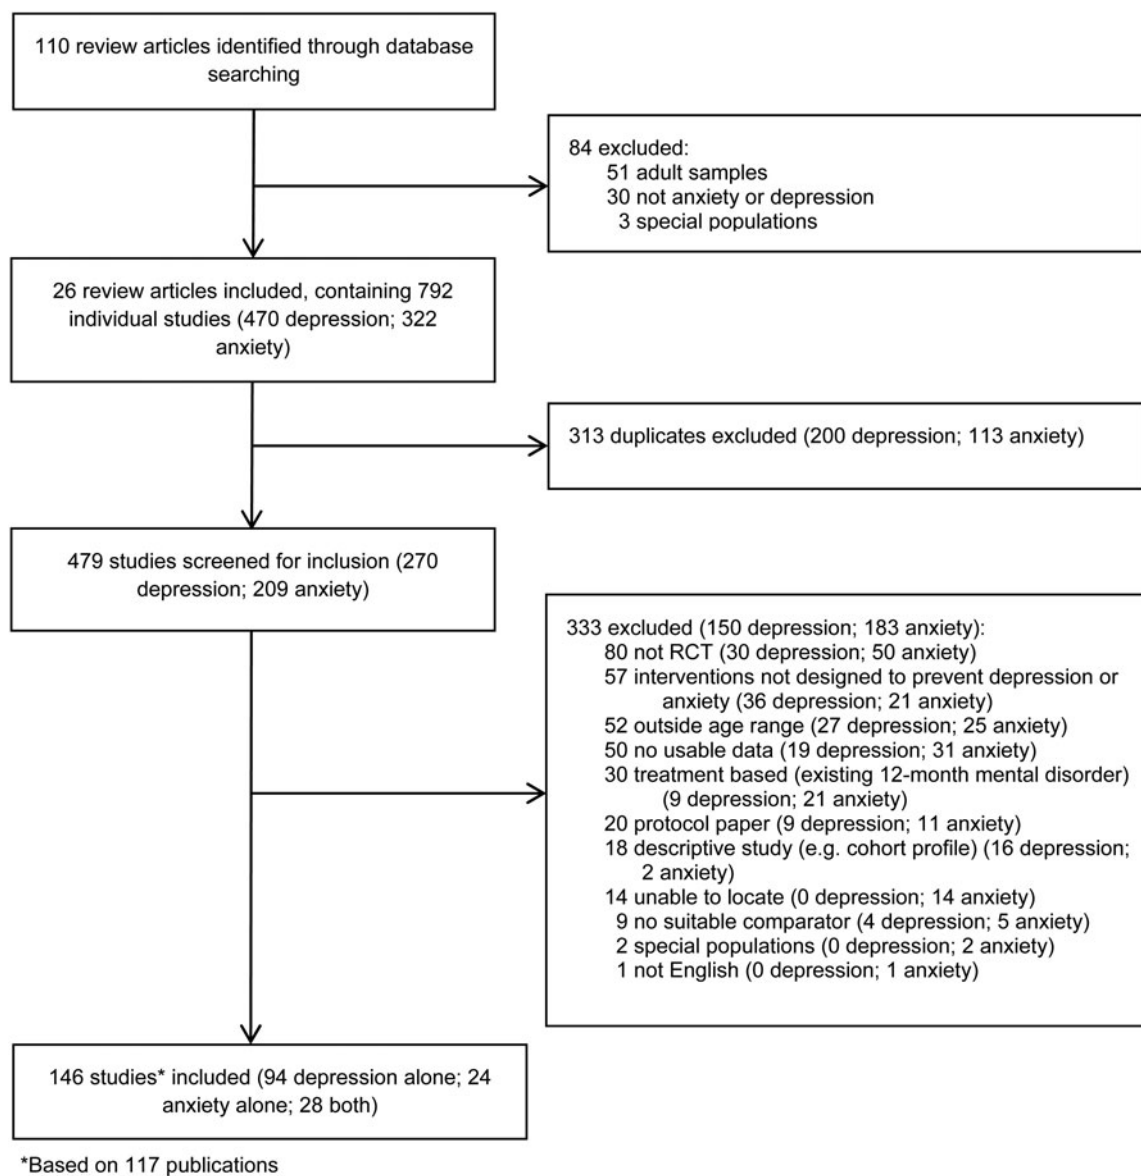 110 review articles identified through database
searching
84 excluded:
51 adult samples
30 not anxiety or depression
3 special populations
26 review articles included, containing 792
individual studies (470 depression; 322
anxiety)
313 duplicates excluded (200 depression; 113 anxiety)
479 studies screened for inclusion (270
depression; 209 anxiety)
333 excluded (150 depression; 183 anxiety):
80 not RCT (30 depression; 50 anxiety)
57 interventions not designed to prevent depression or
anxiety (36 depression; 21 anxiety)
52 outside age range (27 depression; 25 anxiety)
50 no usable data (19 depression; 31 anxiety)
30 treatment based (existing 12-month mental disorder)
(9 depression; 21 anxiety)
20 protocol paper (9 depression; 11 anxiety)
18 descriptive study (e.g. cohort profile) (16 depression;
2 anxiety)
14 unable to locate (0 depression; 14 anxiety)
9 no suitable comparator (4 depression; 5 anxiety)
2 special populations (0 depression; 2 anxiety)
1 not English (0 depression; 1 anxiety)
146 studies* included (94 depression alone; 24
anxiety alone; 28 both)
*Based on 117 publications